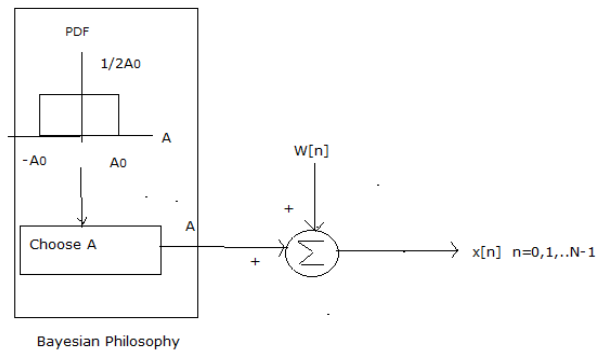 PDF
1/2A0
A
-A0
A0
W[n]
+
A
Choose A
+
Σ
x[n] n=0,1,..N-1
Bayesian Philosophy